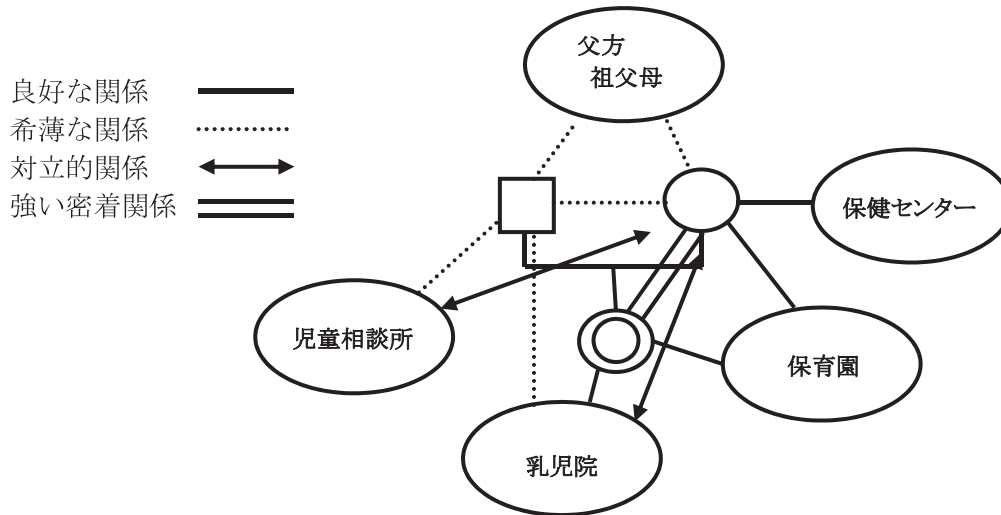 父方
祖父母
良好な関係
希薄な関係
対立的関係
強い密着関係
保健センター
児童相談所
保育園
乳児院